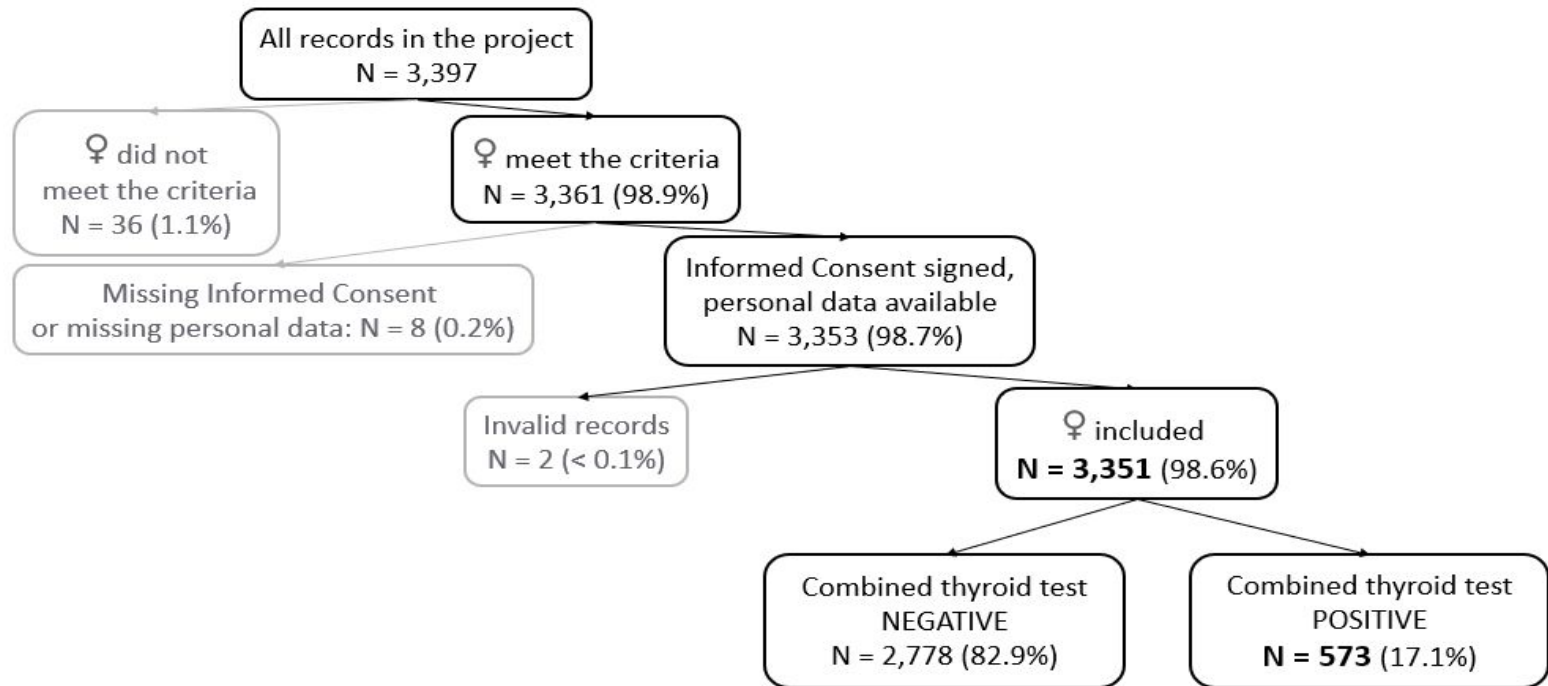 All records in the project
N = 3,397
♀ did not
meet the criteria
N = 36 (1.1%)
♀ meet the criteria
N = 3,361 (98.9%)
Missing Informed Consent
or missing personal data: N = 8 (0.2%)
Informed Consent signed,
personal data available
N = 3,353 (98.7%)
Invalid records
N = 2 (< 0.1%)
♀ included
N = 3,351 (98.6%)
Combined thyroid test
NEGATIVE
N = 2,778 (82.9%)
Combined thyroid test
POSITIVE
N = 573 (17.1%)